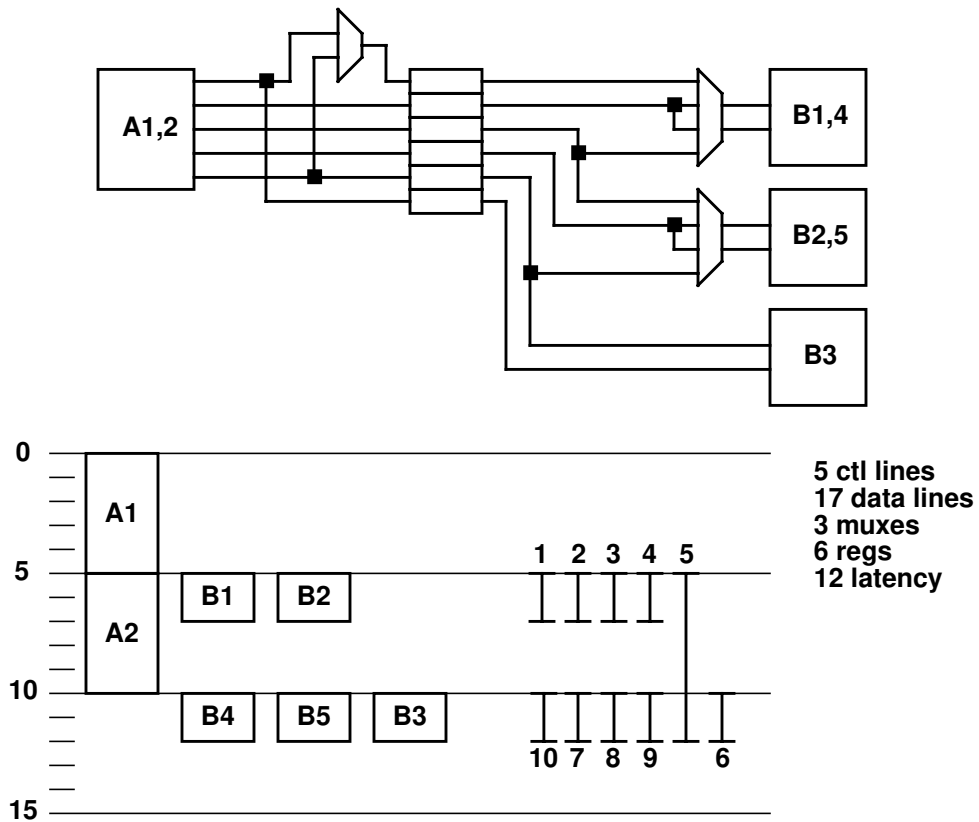 A1,2
B1,4
B2,5
B3
0
A1
5 ctl lines
17 data lines
3 muxes
6 regs
12 latency
1 2 3 4 5
5
B1 B2
A2
10
B4 B5 B3
10 7 8 9 6
15